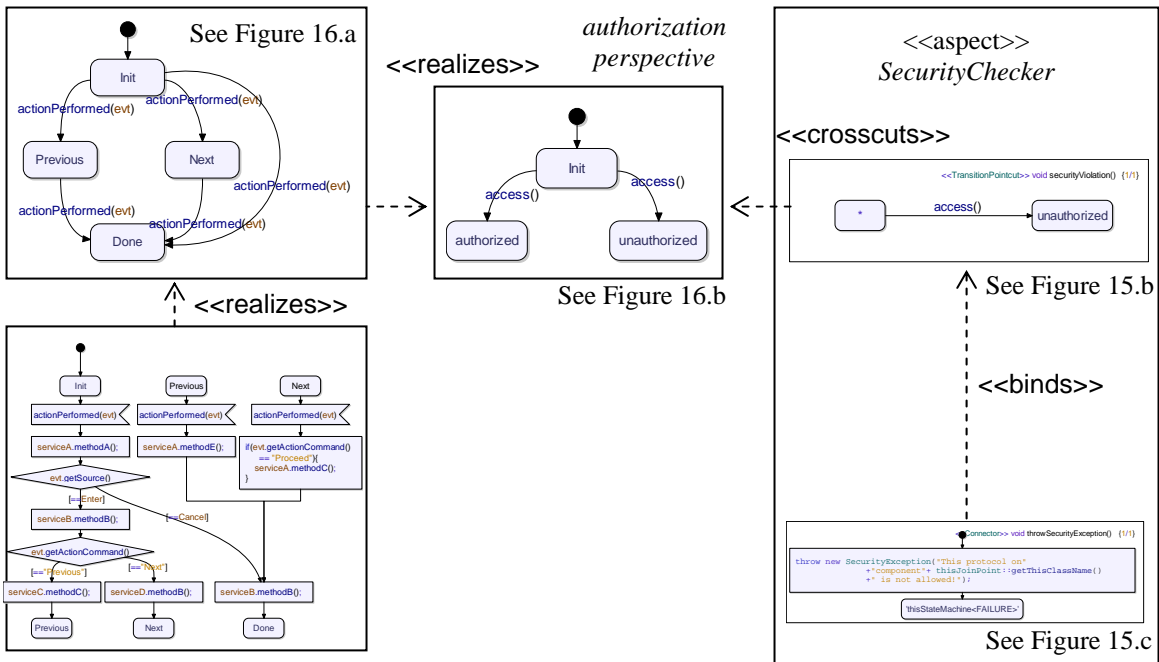 See Figure 16.a
Init
actionPerformed(evt)
actionPerformed(evt)
Previous
Next
actionPerformed(evt)
actionPerformed(evt)
actionPerformed(evt)
Done
<<realizes>>
authorization
perspective
Init
access()
access()
authorized
unauthorized
See Figure 16.b
<<aspect>>
SecurityChecker
<<crosscuts>>
<<TransitionPointcut>> void securityViolation() {1/1}
*
access()
unauthorized
See Figure 15.b
<<realizes>>
<<binds>>
Init
Previous
Next
actionPerformed(evt)
actionPerformed(evt)
actionPerformed(evt)
serviceA.methodA();
serviceA.methodE();
if(evt.getActionCommand()
== "Proceed"){
serviceA.methodC();
}
evt.getSource()
[==Enter]
[==Cancel]
serviceB.methodB();
evt.getActionCommand()
[=="Previous"]
[=="Next"]
serviceC.methodC();
serviceD.methodB();
serviceB.methodB();
Previous
Next
Done
<<Connector>> void throwSecurityException() {1/1}
throw new SecurityException("This protocol on"
+"component"+ thisJoinPoint::getThisClassName()
+" is not allowed!");
'thisStateMachine<FAILURE>'
See Figure 15.c